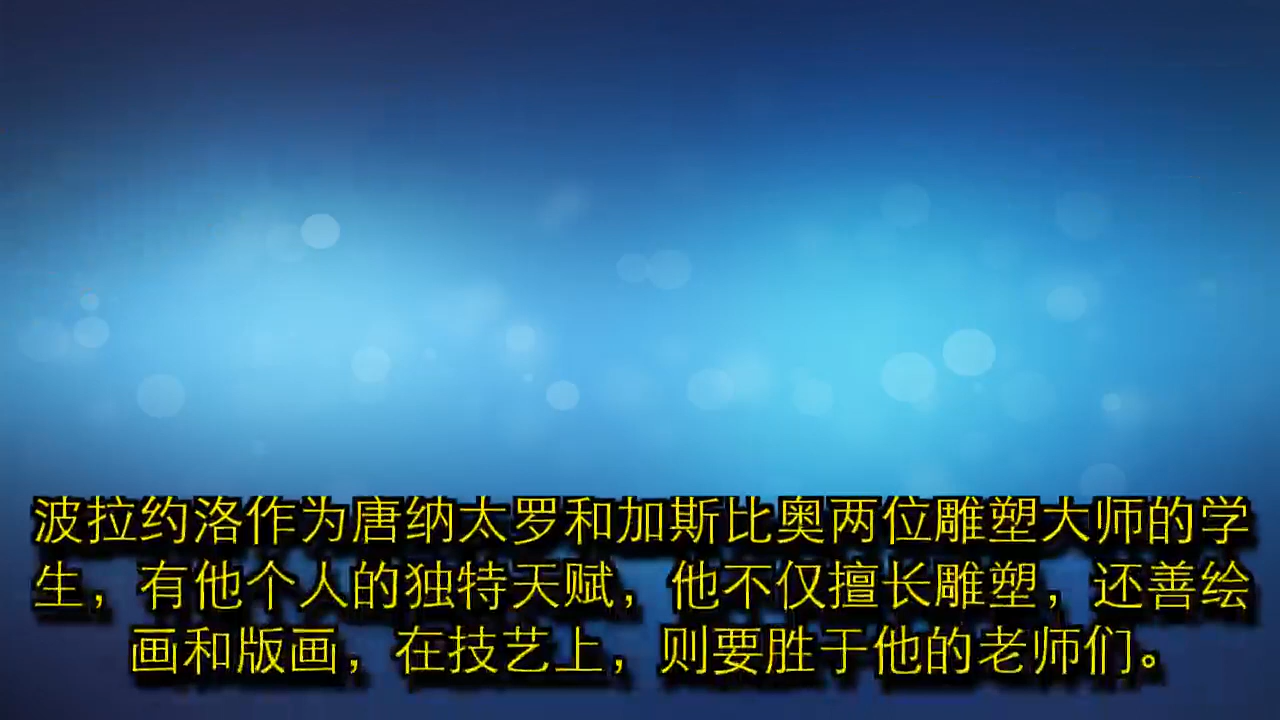 波拉约洛作为唐纳太罗和加斯比奥两位雕塑大师的学
生，有他个人的独特天赋，他不仅擅长雕塑，还善绘
画和版画，在技艺上，则要胜于他的老师们。